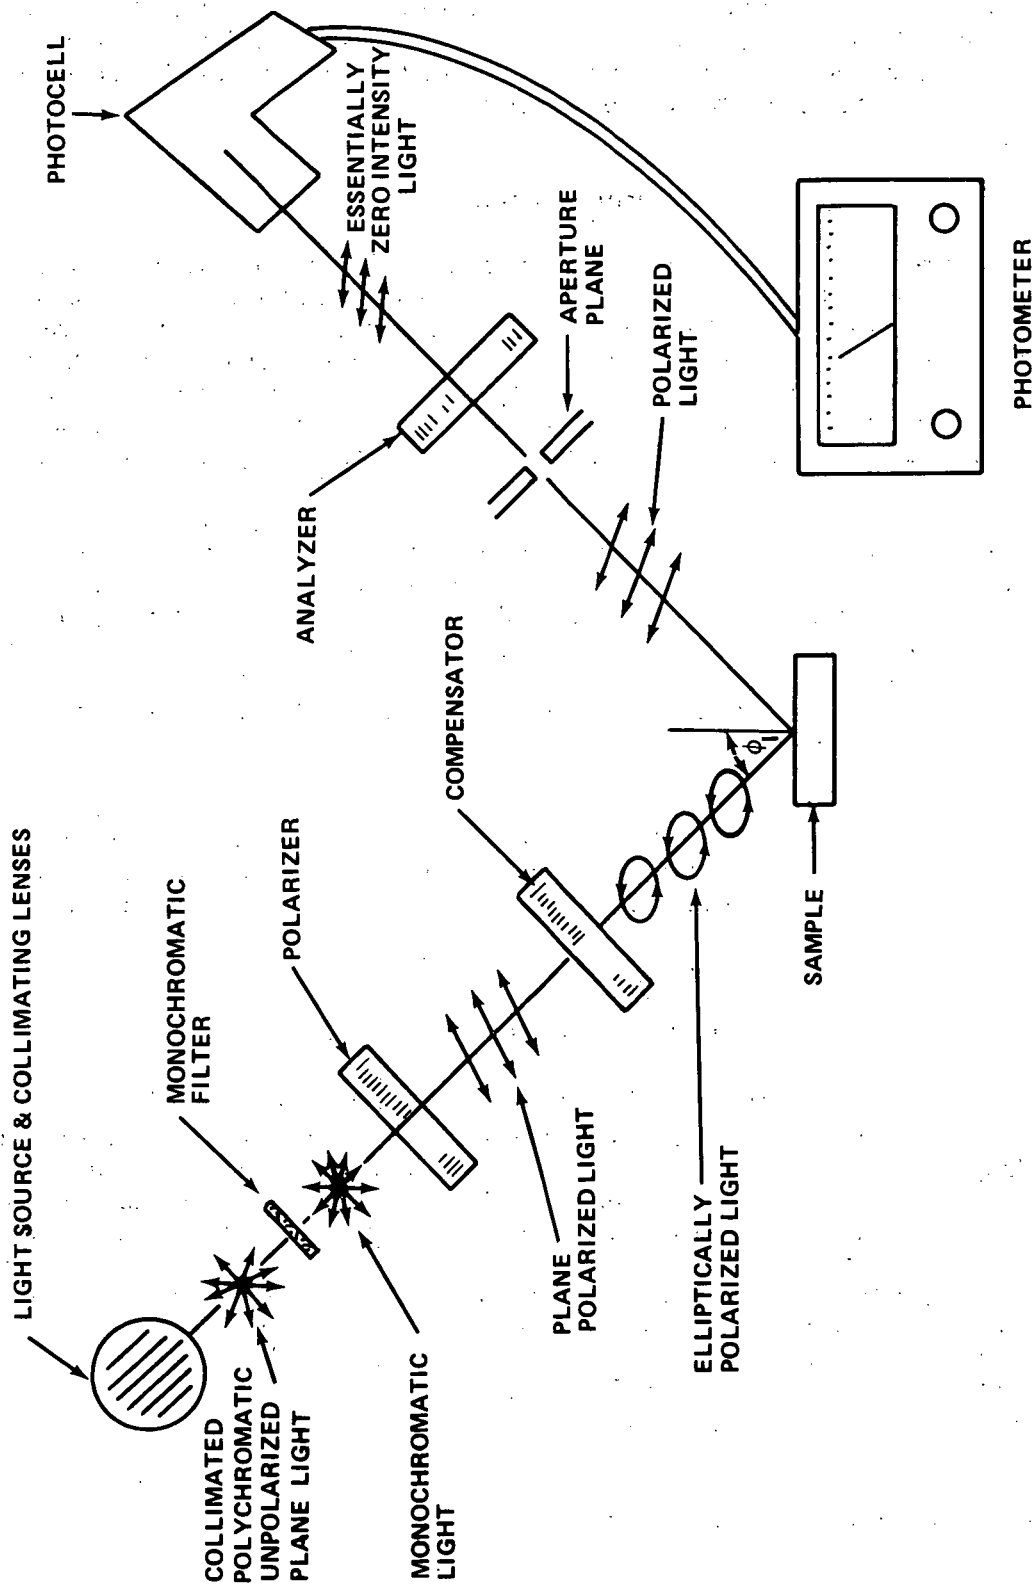 LIGHT SOURCE & COLLIMATING LENSES
MONOCHROMATIC
FILTER
POLARIZER
COMPENSATOR
ANALYZER
PHOTOCELL
ESSENTIALLY
ZERO INTENSITY
LIGHT
APERTURE
PLANE
POLARIZED
LIGHT
COLLIMATED
POLYCHROMATIC
UNPOLARIZED
PLANE LIGHT
MONOCHROMATIC
LIGHT
PLANE
POLARIZED LIGHT
ELLIPTICALLY
POLARIZED LIGHT
ϕ1
SAMPLE
PHOTOMETER